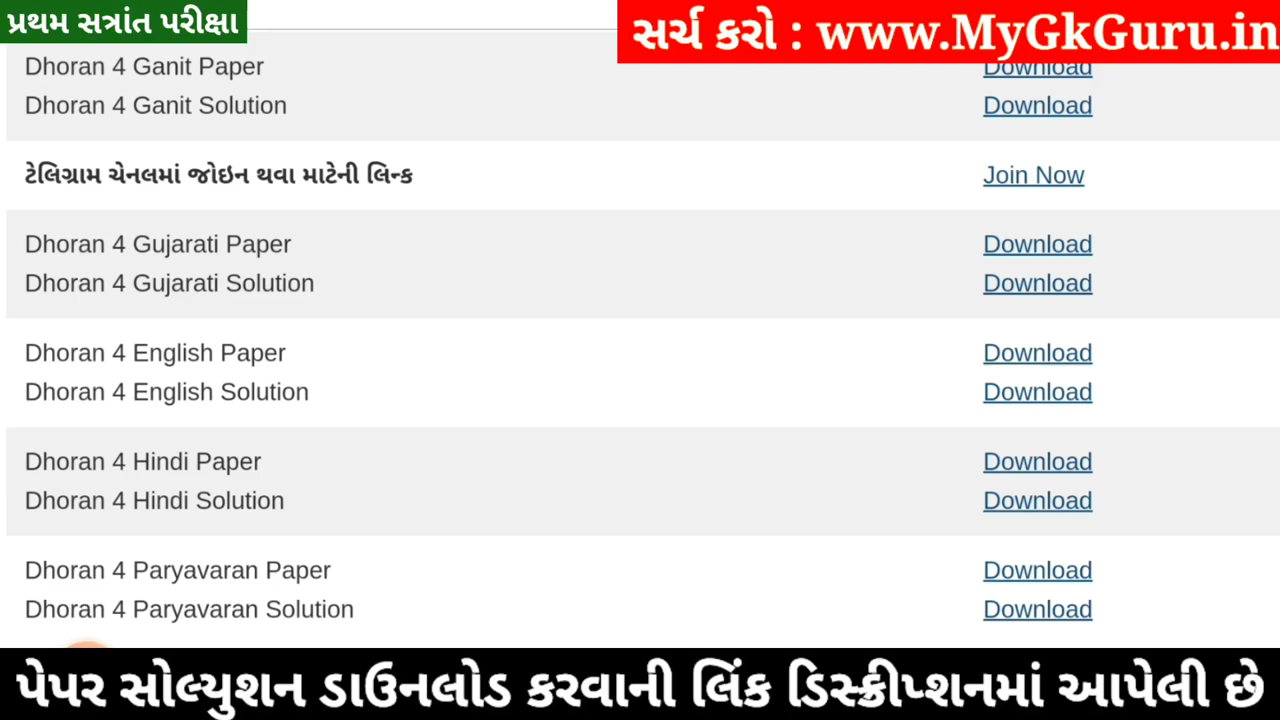 પ્રથમ સત્રાંત પરીક્ષા
સર્ચ કરો : www.MyGkGuru.in
Dhoran 4 Ganit Paper Download
Dhoran 4 Ganit Solution Download
ટેલિગ્રામ ચેનલમાં જોઇન થવા માટેની લિન્ક Join Now
Dhoran 4 Gujarati Paper Download
Dhoran 4 Gujarati Solution Download
Dhoran 4 English Paper Download
Dhoran 4 English Solution Download
Dhoran 4 Hindi Paper Download
Dhoran 4 Hindi Solution Download
Dhoran 4 Paryavaran Paper Download
Dhoran 4 Paryavaran Solution Download
પેપર સોલ્યુશન ડાઉનલોડ કરવાની લિંક ડિસ્ક્રીપ્શનમાં આપેલી છે